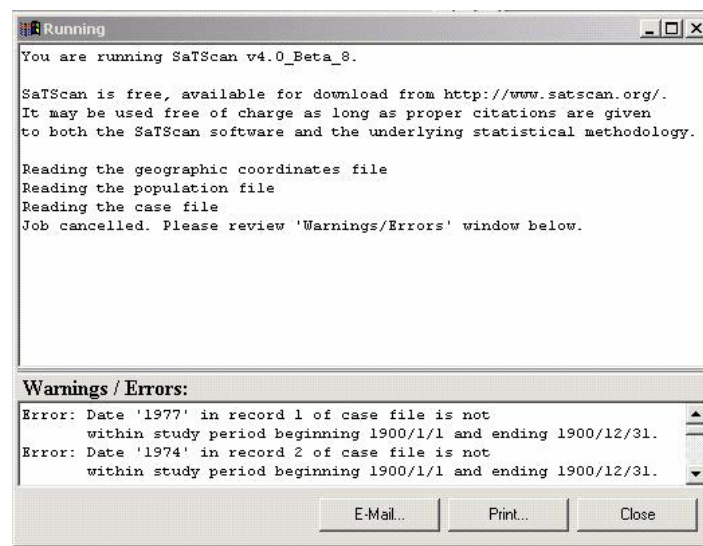 Running
You are running SaTScan v4.0_Beta_8.
SaTScan is free, available for download from http://www.satscan.org/.
It may be used free of charge as long as proper citations are given
to both the SaTScan software and the underlying statistical methodology.
Reading the geographic coordinates file
Reading the population file
Reading the case file
Job cancelled. Please review 'Warnings/Errors' window below.
Warnings / Errors:
Error: Date '1977' in record 1 of case file is not
within study period beginning 1900/1/1 and ending 1900/12/31.
Error: Date '1974' in record 2 of case file is not
within study period beginning 1900/1/1 and ending 1900/12/31.
E-Mail... Print... Close